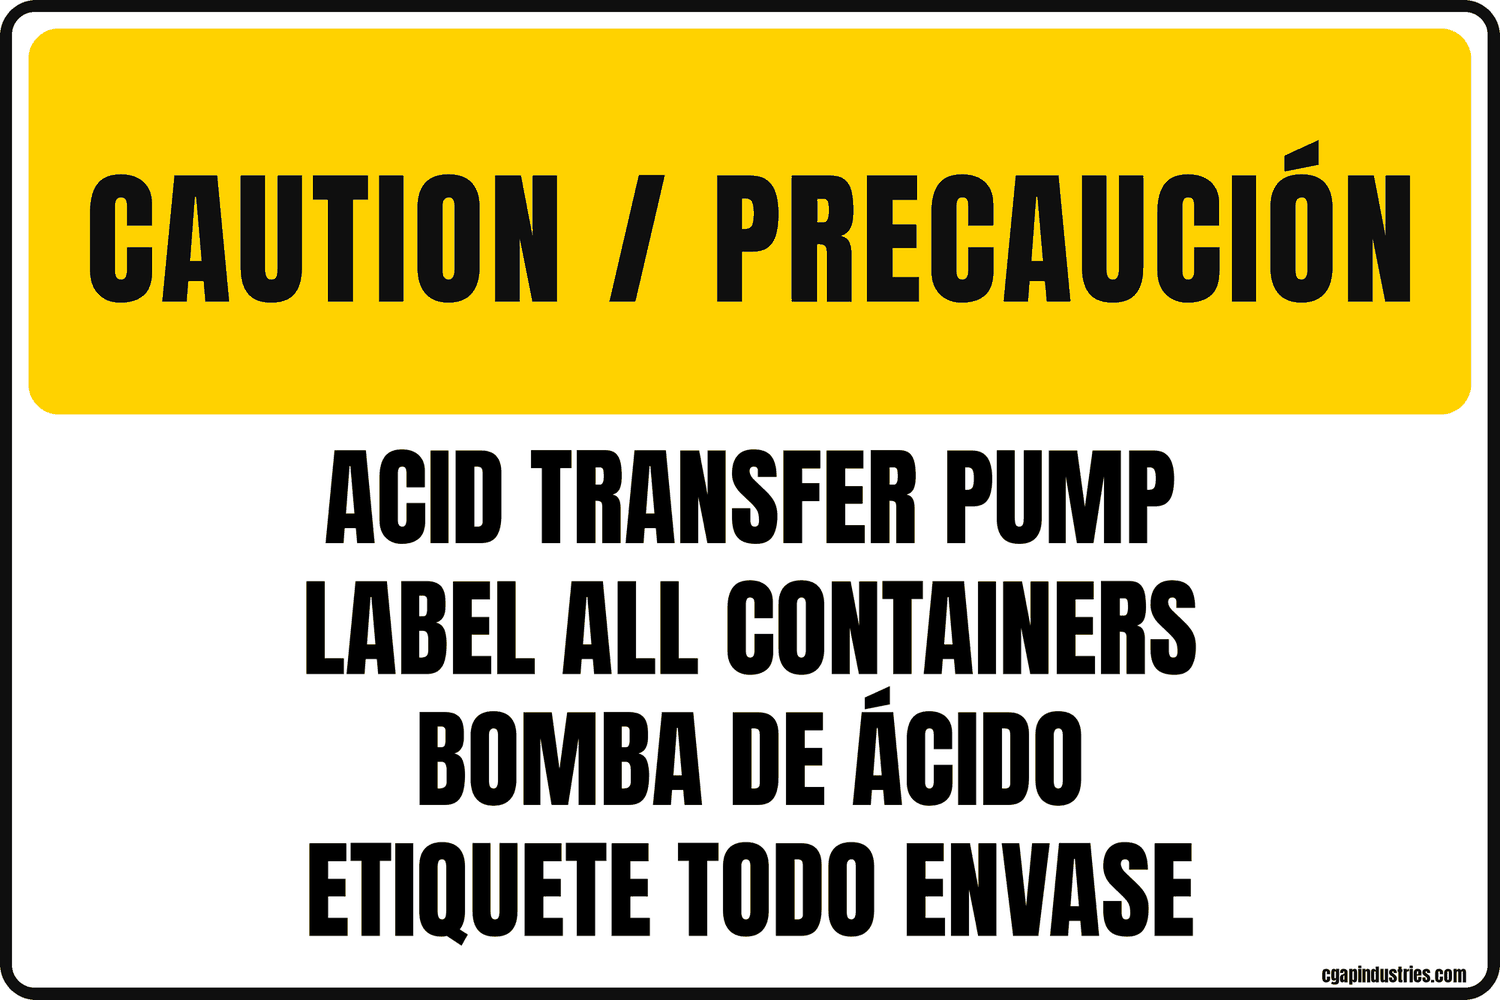 CAUTION / PRECAUCIÓN
ACID TRANSFER PUMP
LABEL ALL CONTAINERS
BOMBA DE ÁCIDO
ETIQUETE TODO ENVASE
cgapindustries.com